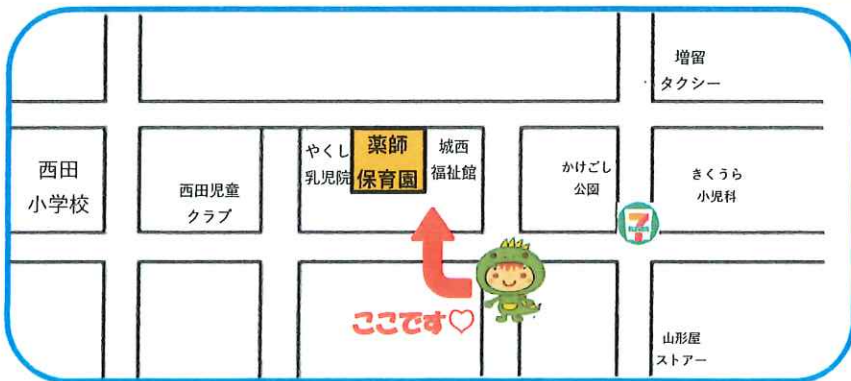 増留
タクシー
西田
小学校
西田児童
クラブ
やくし
乳児院
薬師
保育園
城西
福祉館
かけごし
公園
きくうら
小児科
7
ELEVEN
ここです♡
山形屋
ストアー